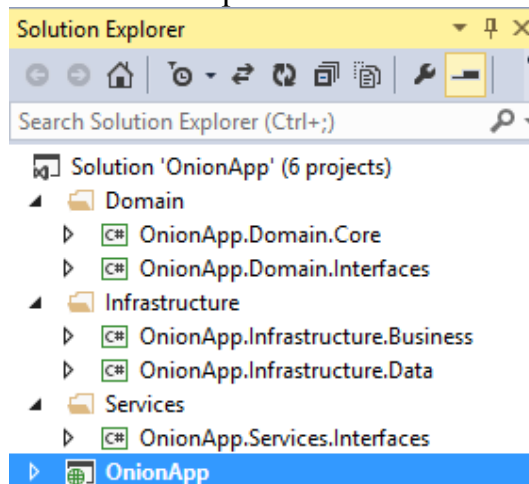 Solution Explorer
Search Solution Explorer (Ctrl+;)
Solution 'OnionApp' (6 projects)
Domain
C# OnionApp.Domain.Core
C# OnionApp.Domain.Interfaces
Infrastructure
C# OnionApp.Infrastructure.Business
C# OnionApp.Infrastructure.Data
Services
C# OnionApp.Services.Interfaces
OnionApp